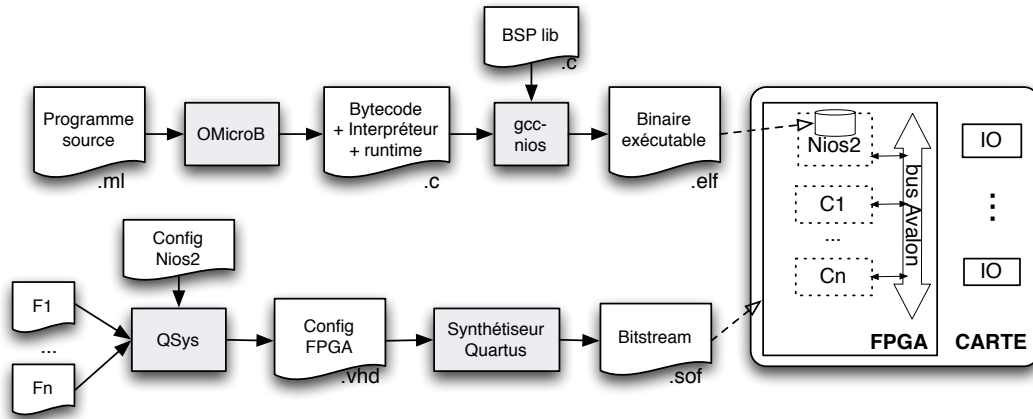 BSP lib
.c
Programme
source
.ml
OMicroB
Bytecode
+ Interpréteur
+ runtime
.c
gcc-
nios
Binaire
exécutable
.elf
Config
Nios2
F1
...
Fn
QSys
Config
FPGA
.vhd
Synthétiseur
Quartus
Bitstream
.sof
Nios2
C1
...
Cn
bus Avalon
FPGA
IO
IO
CARTE